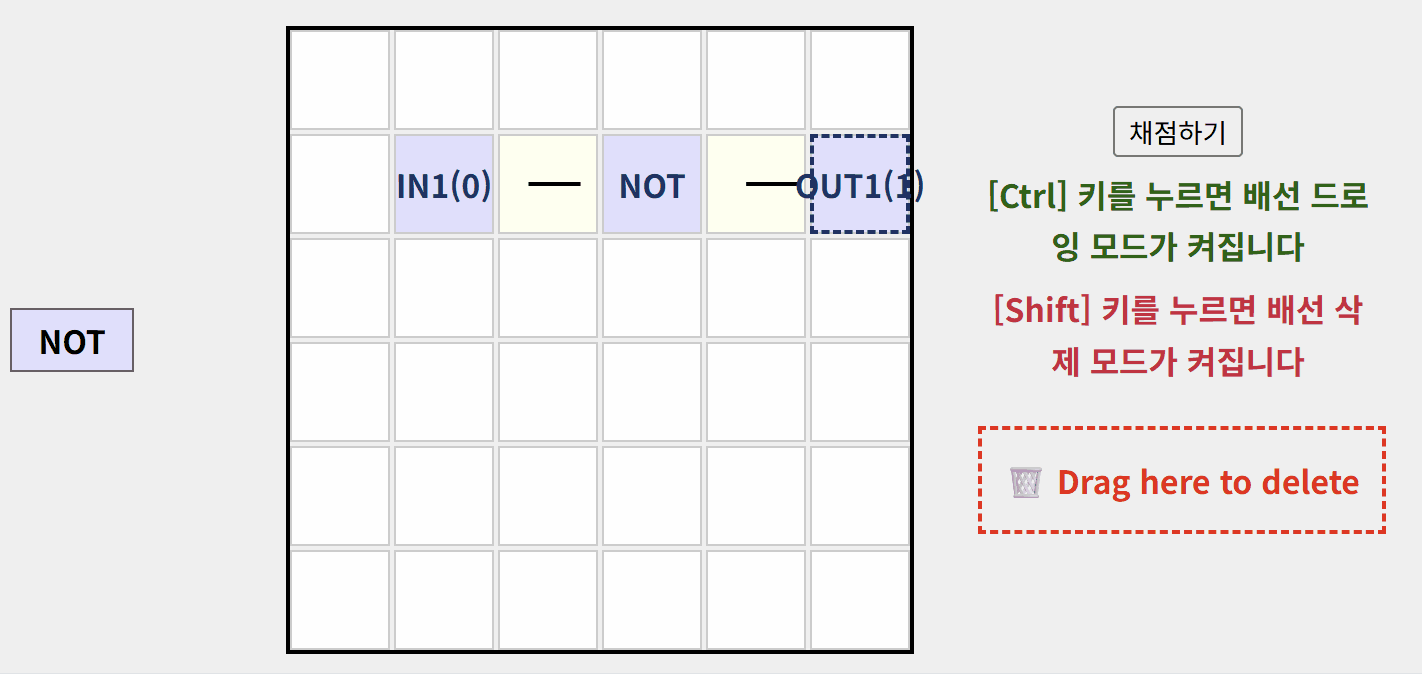 NOT
IN1(0)
NOT
OUT1(1)
채점하기
[Ctrl] 키를 누르면 배선 드로
잉 모드가 켜집니다
[Shift] 키를 누르면 배선 삭
제 모드가 켜집니다
Drag here to delete